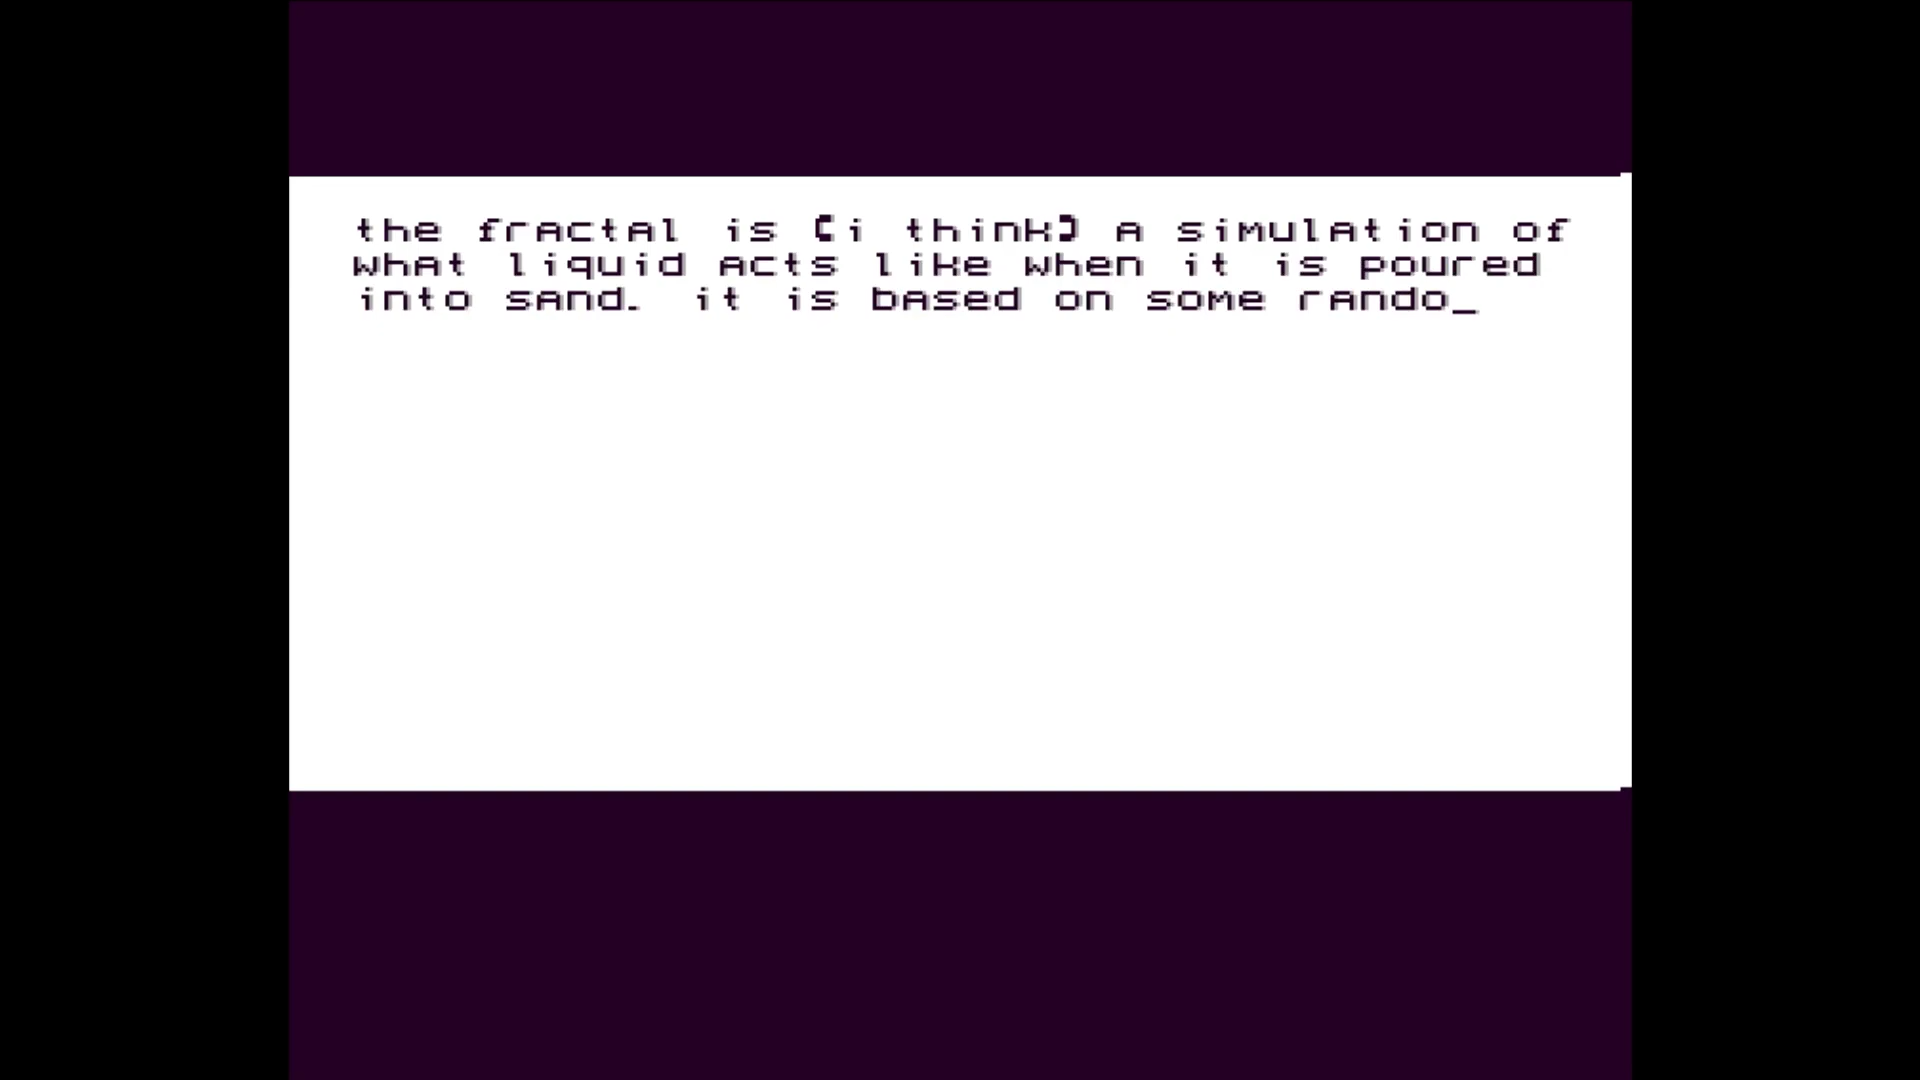 the fractal is (i think) a simulation of
what liquid acts like when it is poured
into sand.  it is based on some rando_